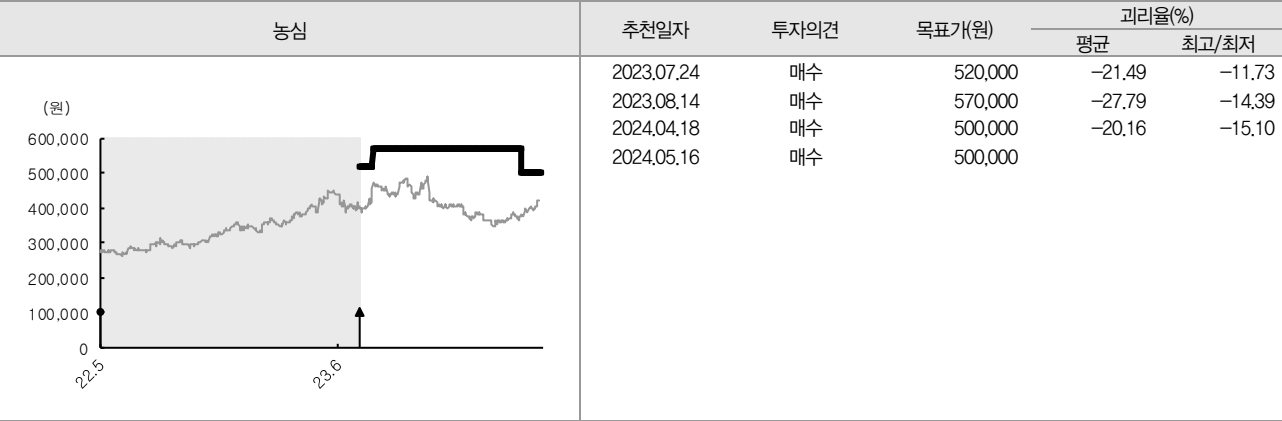 농심
추천일자 투자의견 목표가(원) 괴리율(%)
평균 최고/최저
(원)
600,000
500,000
400,000
300,000
200,000
100,000
0
22.5 23.6
2023.07.24 매수 520,000 -21.49 -11.73
2023.08.14 매수 570,000 -27.79 -14.39
2024.04.18 매수 500,000 -20.16 -15.10
2024.05.16 매수 500,000